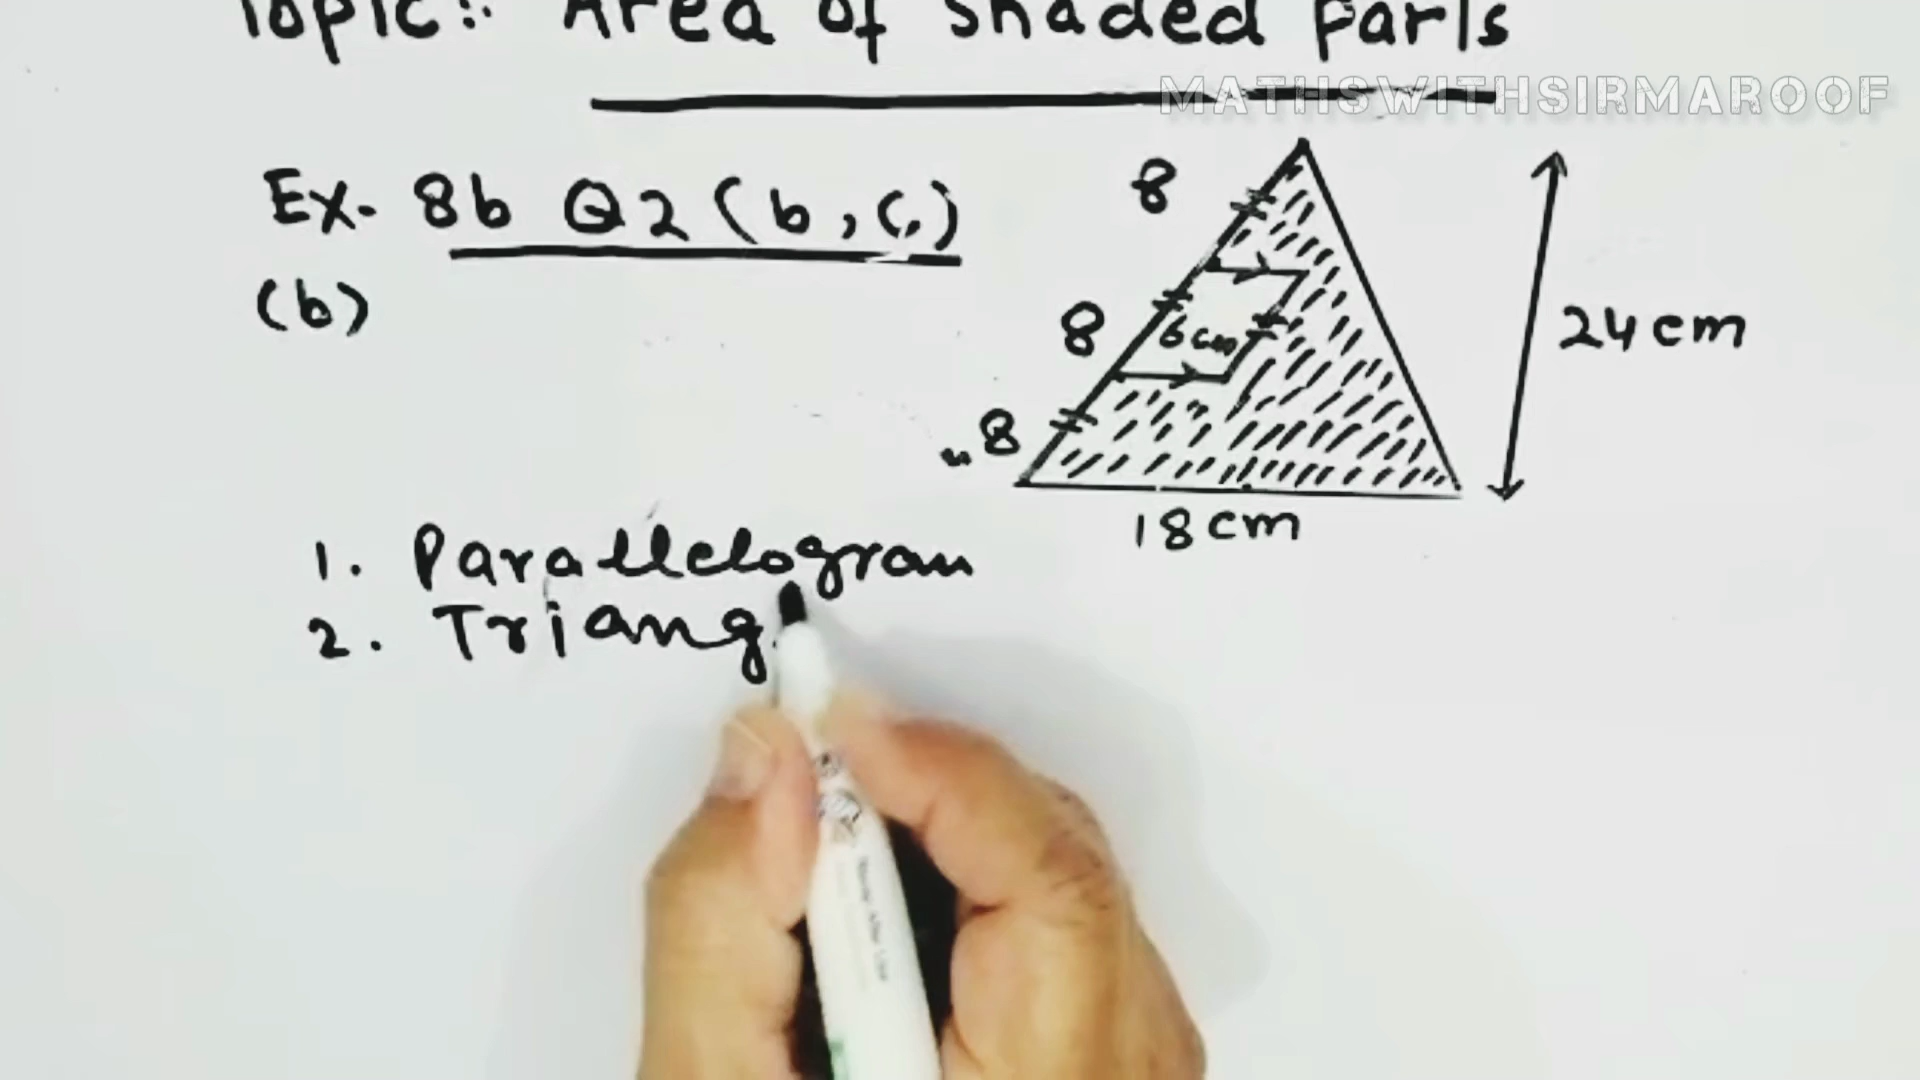 Topic:- Area of Shaded Parts
MATHSWITHSIRMAROOF
Ex. 8b Q2 (b, c,)
(b)
8
8
6cm
24cm
8
18cm
1. Parallelogram
2. Triang